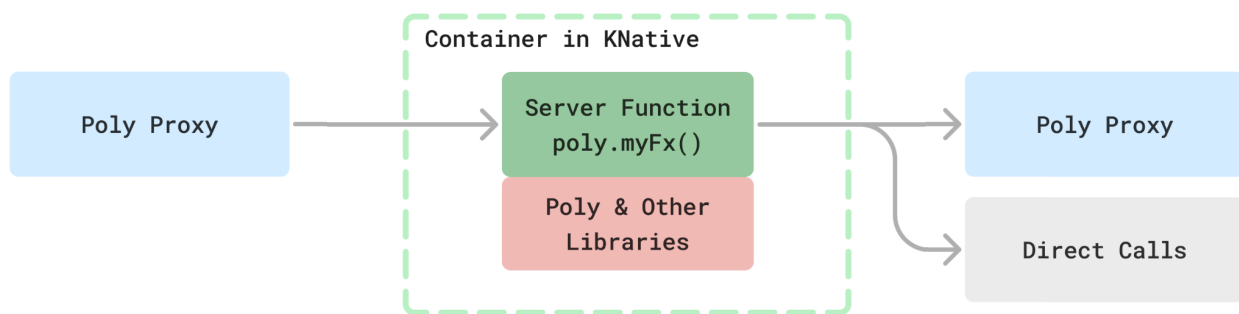 Container in KNative
Poly Proxy
Server Function
poly.myFx()
Poly & Other
Libraries
Poly Proxy
Direct Calls